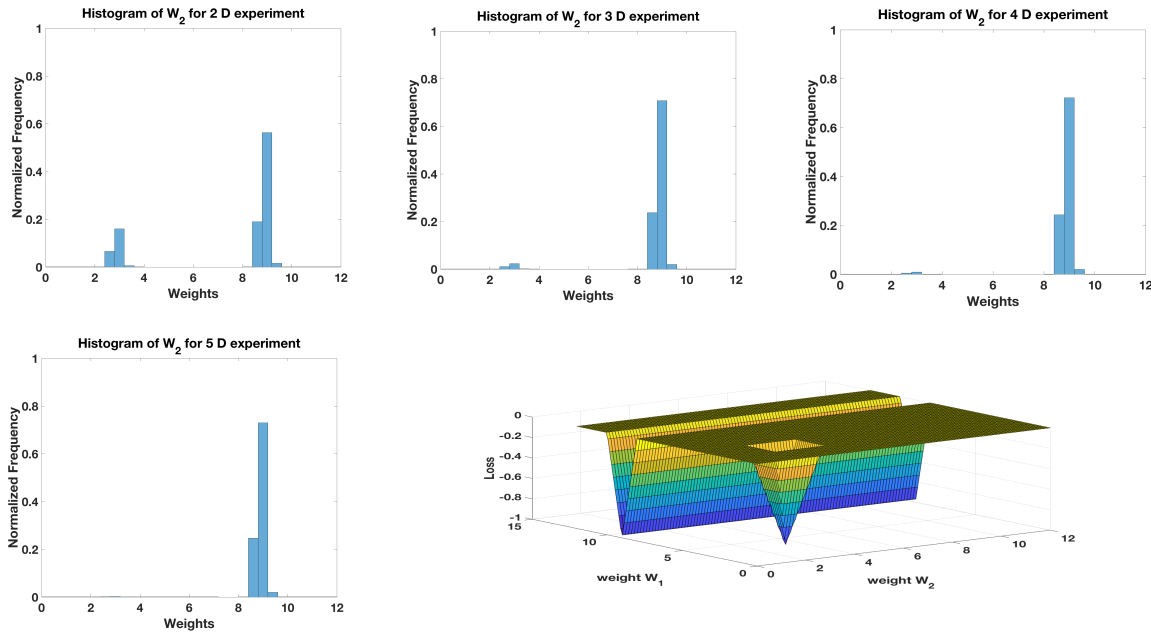 Histogram of W2 for 2 D experiment
Normalized Frequency
1
0.8
0.6
0.4
0.2
0
0 2 4 6 8 10 12
Weights
Histogram of W2 for 3 D experiment
Normalized Frequency
1
0.8
0.6
0.4
0.2
0
0 2 4 6 8 10 12
Weights
Histogram of W2 for 4 D experiment
Normalized Frequency
1
0.8
0.6
0.4
0.2
0
0 2 4 6 8 10 12
Weights
Histogram of W2 for 5 D experiment
Normalized Frequency
1
0.8
0.6
0.4
0.2
0
0 2 4 6 8 10 12
Weights
Loss
0
-0.2
-0.4
-0.6
-0.8
-1
15 10 5 0
weight W1
0 2 4 6 8 10 12
weight W2